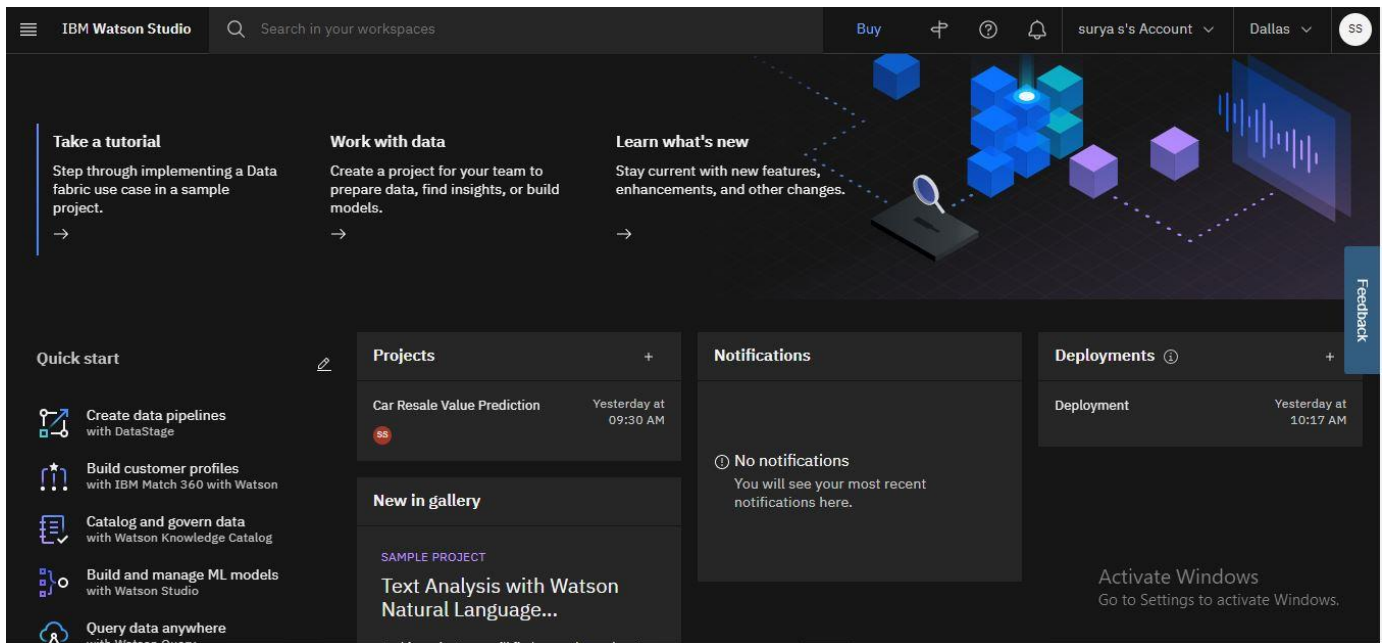 IBM Watson Studio
Search in your workspaces
Buy
surya s's Account
Dallas
SS
Take a tutorial
Step through implementing a Data
fabric use case in a sample
project.
Work with data
Create a project for your team to
prepare data, find insights, or build
models.
Learn what's new
Stay current with new features,
enhancements, and other changes.
Feedback
Quick start
Create data pipelines
with DataStage
Build customer profiles
with IBM Match 360 with Watson
Catalog and govern data
with Watson Knowledge Catalog
Build and manage ML models
with Watson Studio
Query data anywhere
with Watson Query
Projects
Car Resale Value Prediction
Yesterday at
09:30 AM
SS
New in gallery
SAMPLE PROJECT
Text Analysis with Watson
Natural Language...
Notifications
No notifications
You will see your most recent
notifications here.
Deployments
Deployment
Yesterday at
10:17 AM
Activate Windows
Go to Settings to activate Windows.